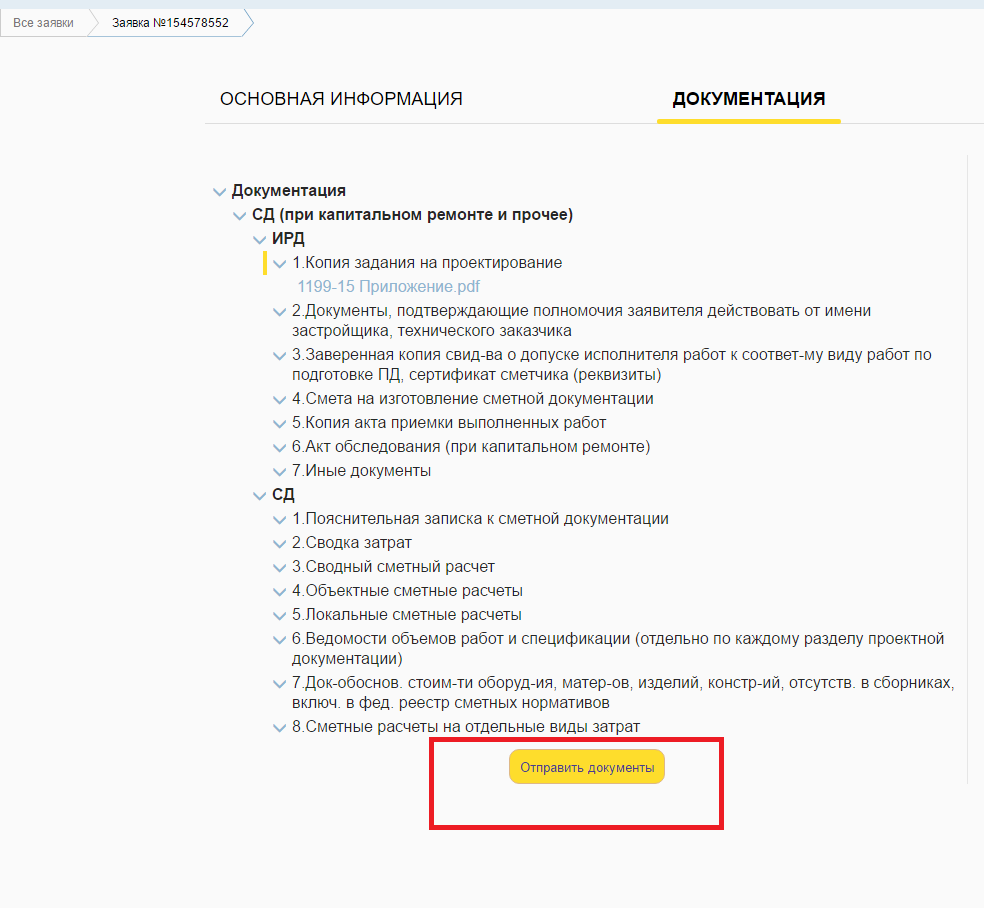 Все заявки
Заявка №154578552
ОСНОВНАЯ ИНФОРМАЦИЯ
ДОКУМЕНТАЦИЯ
Документация
СД (при капитальном ремонте и прочее)
ИРД
1.Копия задания на проектирование
1199-15 Приложение.pdf
2.Документы, подтверждающие полномочия заявителя действовать от имени
застройщика, технического заказчика
3.Заверенная копия свид-ва о допуске исполнителя работ к соответ-му виду работ по
подготовке ПД, сертификат сметчика (реквизиты)
4.Смета на изготовление сметной документации
5.Копия акта приемки выполненных работ
6.Акт обследования (при капитальном ремонте)
7.Иные документы
СД
1.Пояснительная записка к сметной документации
2.Сводка затрат
3.Сводный сметный расчет
4.Объектные сметные расчеты
5.Локальные сметные расчеты
6.Ведомости объемов работ и спецификации (отдельно по каждому разделу проектной
документации)
7.Док-обоснов. стоим-ти оборуд-ия, матер-ов, изделий, констр-ий, отсутств. в сборниках,
включ. в фед. реестр сметных нормативов
8.Сметные расчеты на отдельные виды затрат
Отправить документы